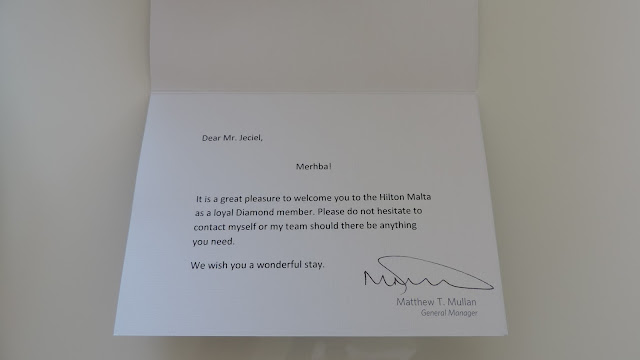 Dear Mr. Jeciel,
Merhba!
It is a great pleasure to welcome you to the Hilton Malta
as a loyal Diamond member. Please do not hesitate to
contact myself or my team should there be anything
you need.
We wish you a wonderful stay.
Matthew T. Mullan
General Manager